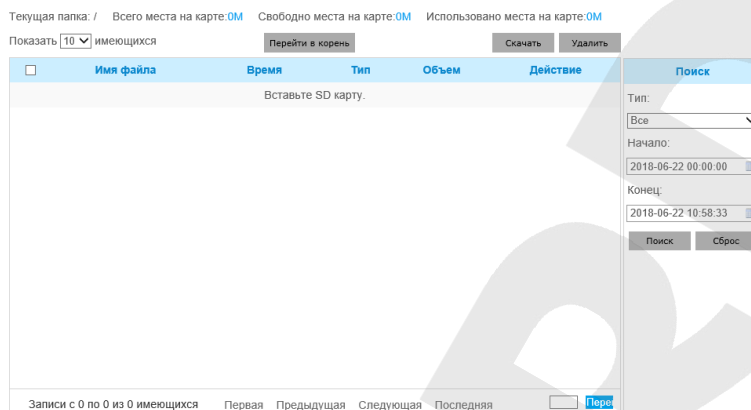 Текущая папка: / Всего места на карте:0M Свободно места на карте:0M Использовано места на карте:0M
Показать 10 имеющихся Перейти в корень Скачать Удалить
Имя файла Время Тип Объем Действие
Вставьте SD карту.
Поиск
Тип:
Все
Начало:
2018-06-22 00:00:00
Конец:
2018-06-22 10:58:33
Поиск Сброс
Записи с 0 по 0 из 0 имеющихся Первая Предыдущая Следующая Последняя